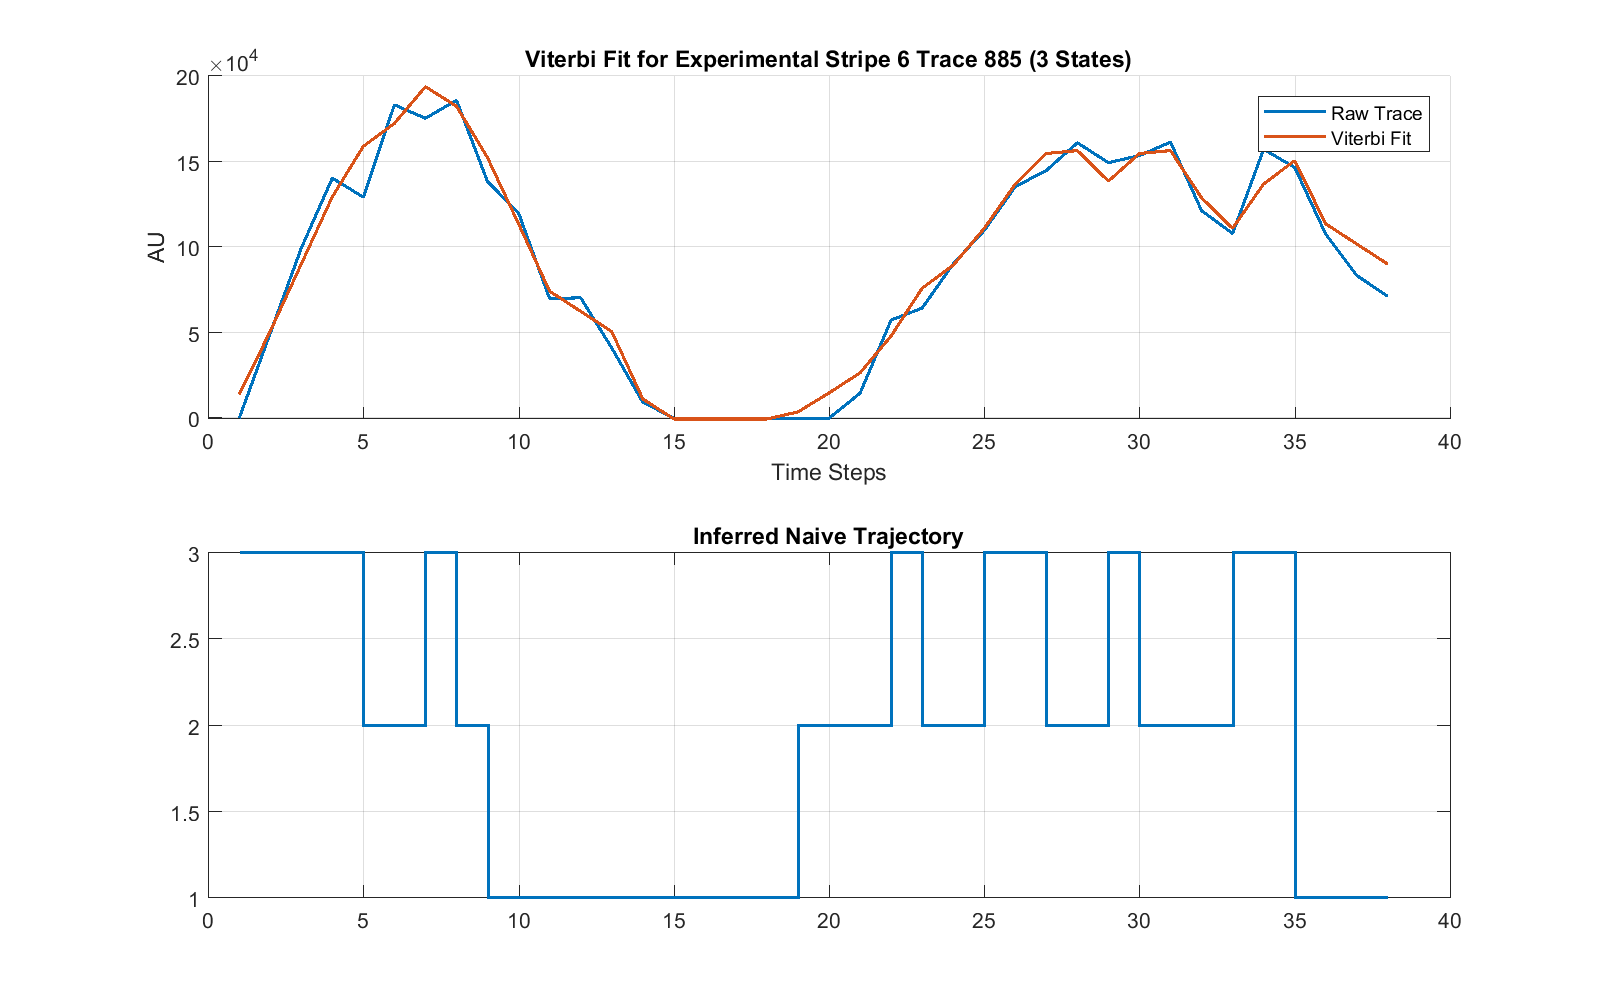 Viterbi Fit for Experimental Stripe 6 Trace 885 (3 States)
×10^4
20
15
10
5
0
AU
Raw Trace
Viterbi Fit
0 5 10 15 20 25 30 35 40
Time Steps
Inferred Naive Trajectory
3
2.5
2
1.5
1
0 5 10 15 20 25 30 35 40